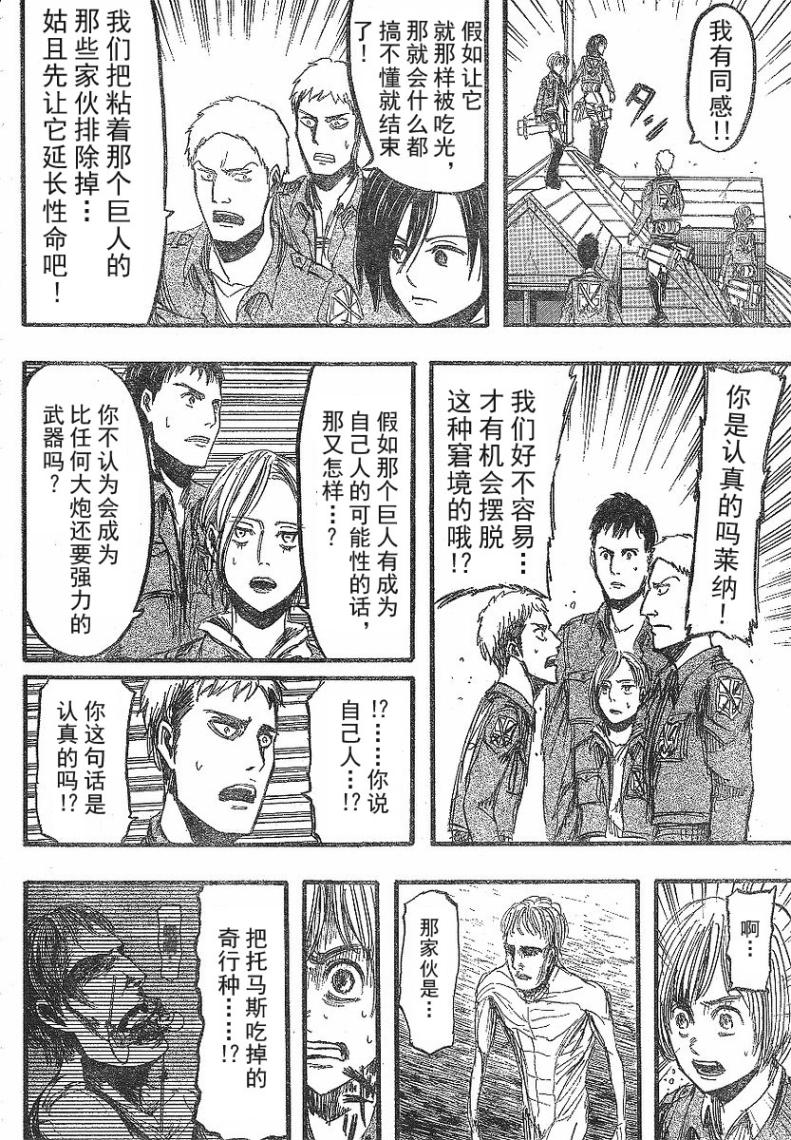 我有同感!!
假如让它
就那样被吃光，
那就会什么都
搞不懂就结束
了！
我们把粘着那个巨人的
那些家伙排除掉…
姑且先让它延长性命吧！
你是认真的吗莱纳！
我们好不容易…
才有机会摆脱
这种窘境的哦!?
假如那个巨人有成为
自己人的可能性的话，
那又怎样…？
你不认为会成为
比任何大炮还要强力的
武器吗？
!?……你说
自己人…!?
你这句话是
认真的吗!?
啊…
那家伙是…
把托马斯吃掉的
奇行种……!?